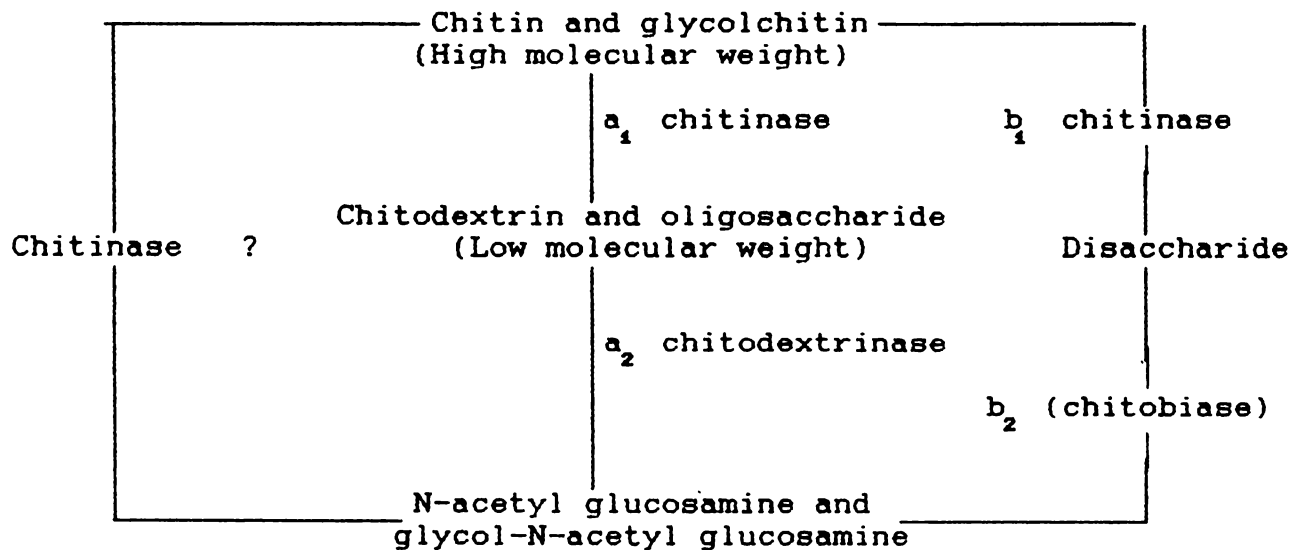 Chitin and glycolchitin
(High molecular weight)
a₁ chitinase
b₁ chitinase
Chitodextrin and oligosaccharide
Chitinase ? (Low molecular weight) Disaccharide
a₂ chitodextrinase
b₂ (chitobiase)
N-acetyl glucosamine and
glycol-N-acetyl glucosamine